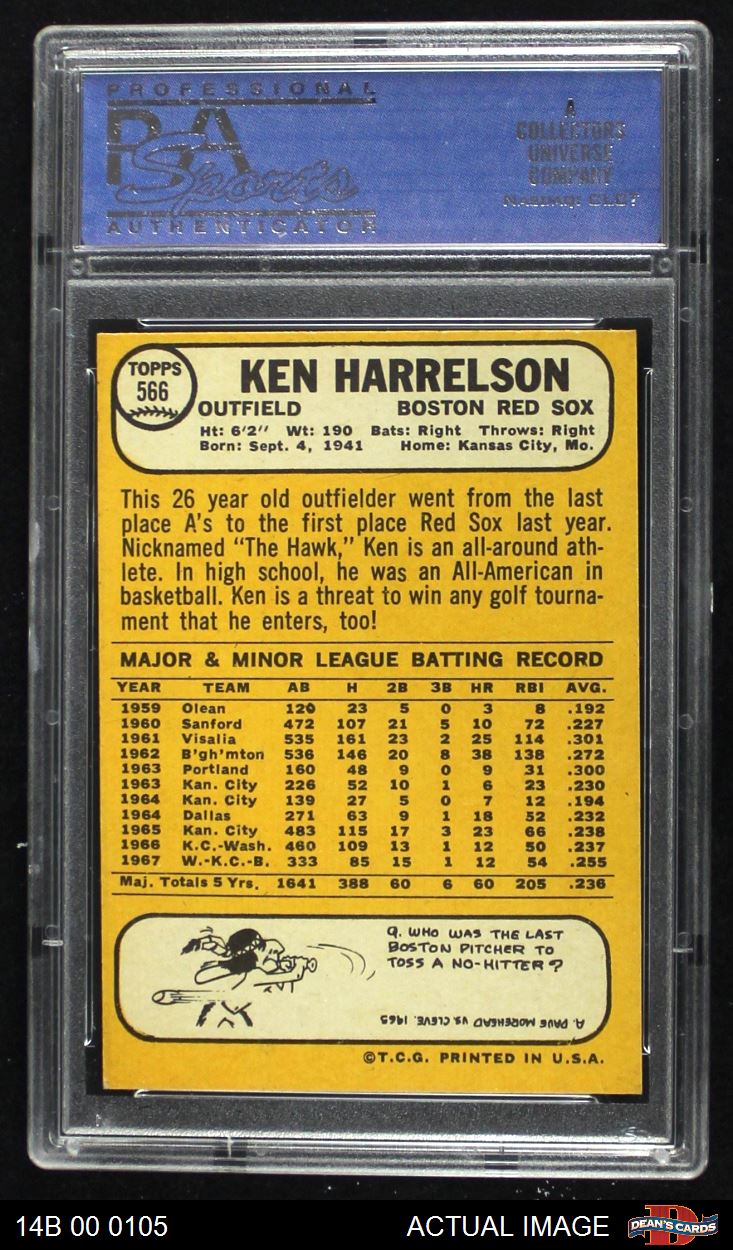 PROFESSIONAL
PSA
Sports
AUTHENTICATOR
A
COLLECTORS
UNIVERSE
COMPANY
NASDAQ: CLCT
TOPPS
566
KEN HARRELSON
OUTFIELD BOSTON RED SOX
Ht: 6'2" Wt: 190 Bats: Right Throws: Right
Born: Sept. 4, 1941 Home: Kansas City, Mo.
This 26 year old outfielder went from the last
place A's to the first place Red Sox last year.
Nicknamed "The Hawk," Ken is an all-around ath-
lete. In high school, he was an All-American in
basketball. Ken is a threat to win any golf tourna-
ment that he enters, too!
MAJOR & MINOR LEAGUE BATTING RECORD
YEAR TEAM AB H 2B 3B HR RBI AVG.
1959 Olean 120 23 5 0 3 8 .192
1960 Sanford 472 107 21 5 10 72 .227
1961 Visalia 535 161 23 2 25 114 .301
1962 B'gh'mton 536 146 20 8 38 138 .272
1963 Portland 160 48 9 0 9 31 .300
1963 Kan. City 226 52 10 1 6 23 .230
1964 Kan. City 139 27 5 0 7 12 .194
1964 Dallas 271 63 9 1 18 52 .232
1965 Kan. City 483 115 17 3 23 66 .238
1966 K.C.-Wash. 460 109 13 1 12 50 .237
1967 W.-K.C.-B. 333 85 15 1 12 54 .255
Maj. Totals 5 Yrs. 1641 388 60 6 60 205 .236
Q. WHO WAS THE LAST
BOSTON PITCHER TO
TOSS A NO-HITTER?
A. DAVE MOREHEAD VS. CLEVE. 1965
©T.C.G. PRINTED IN U.S.A.
14B 00 0105 ACTUAL IMAGE DEAN'S CARDS